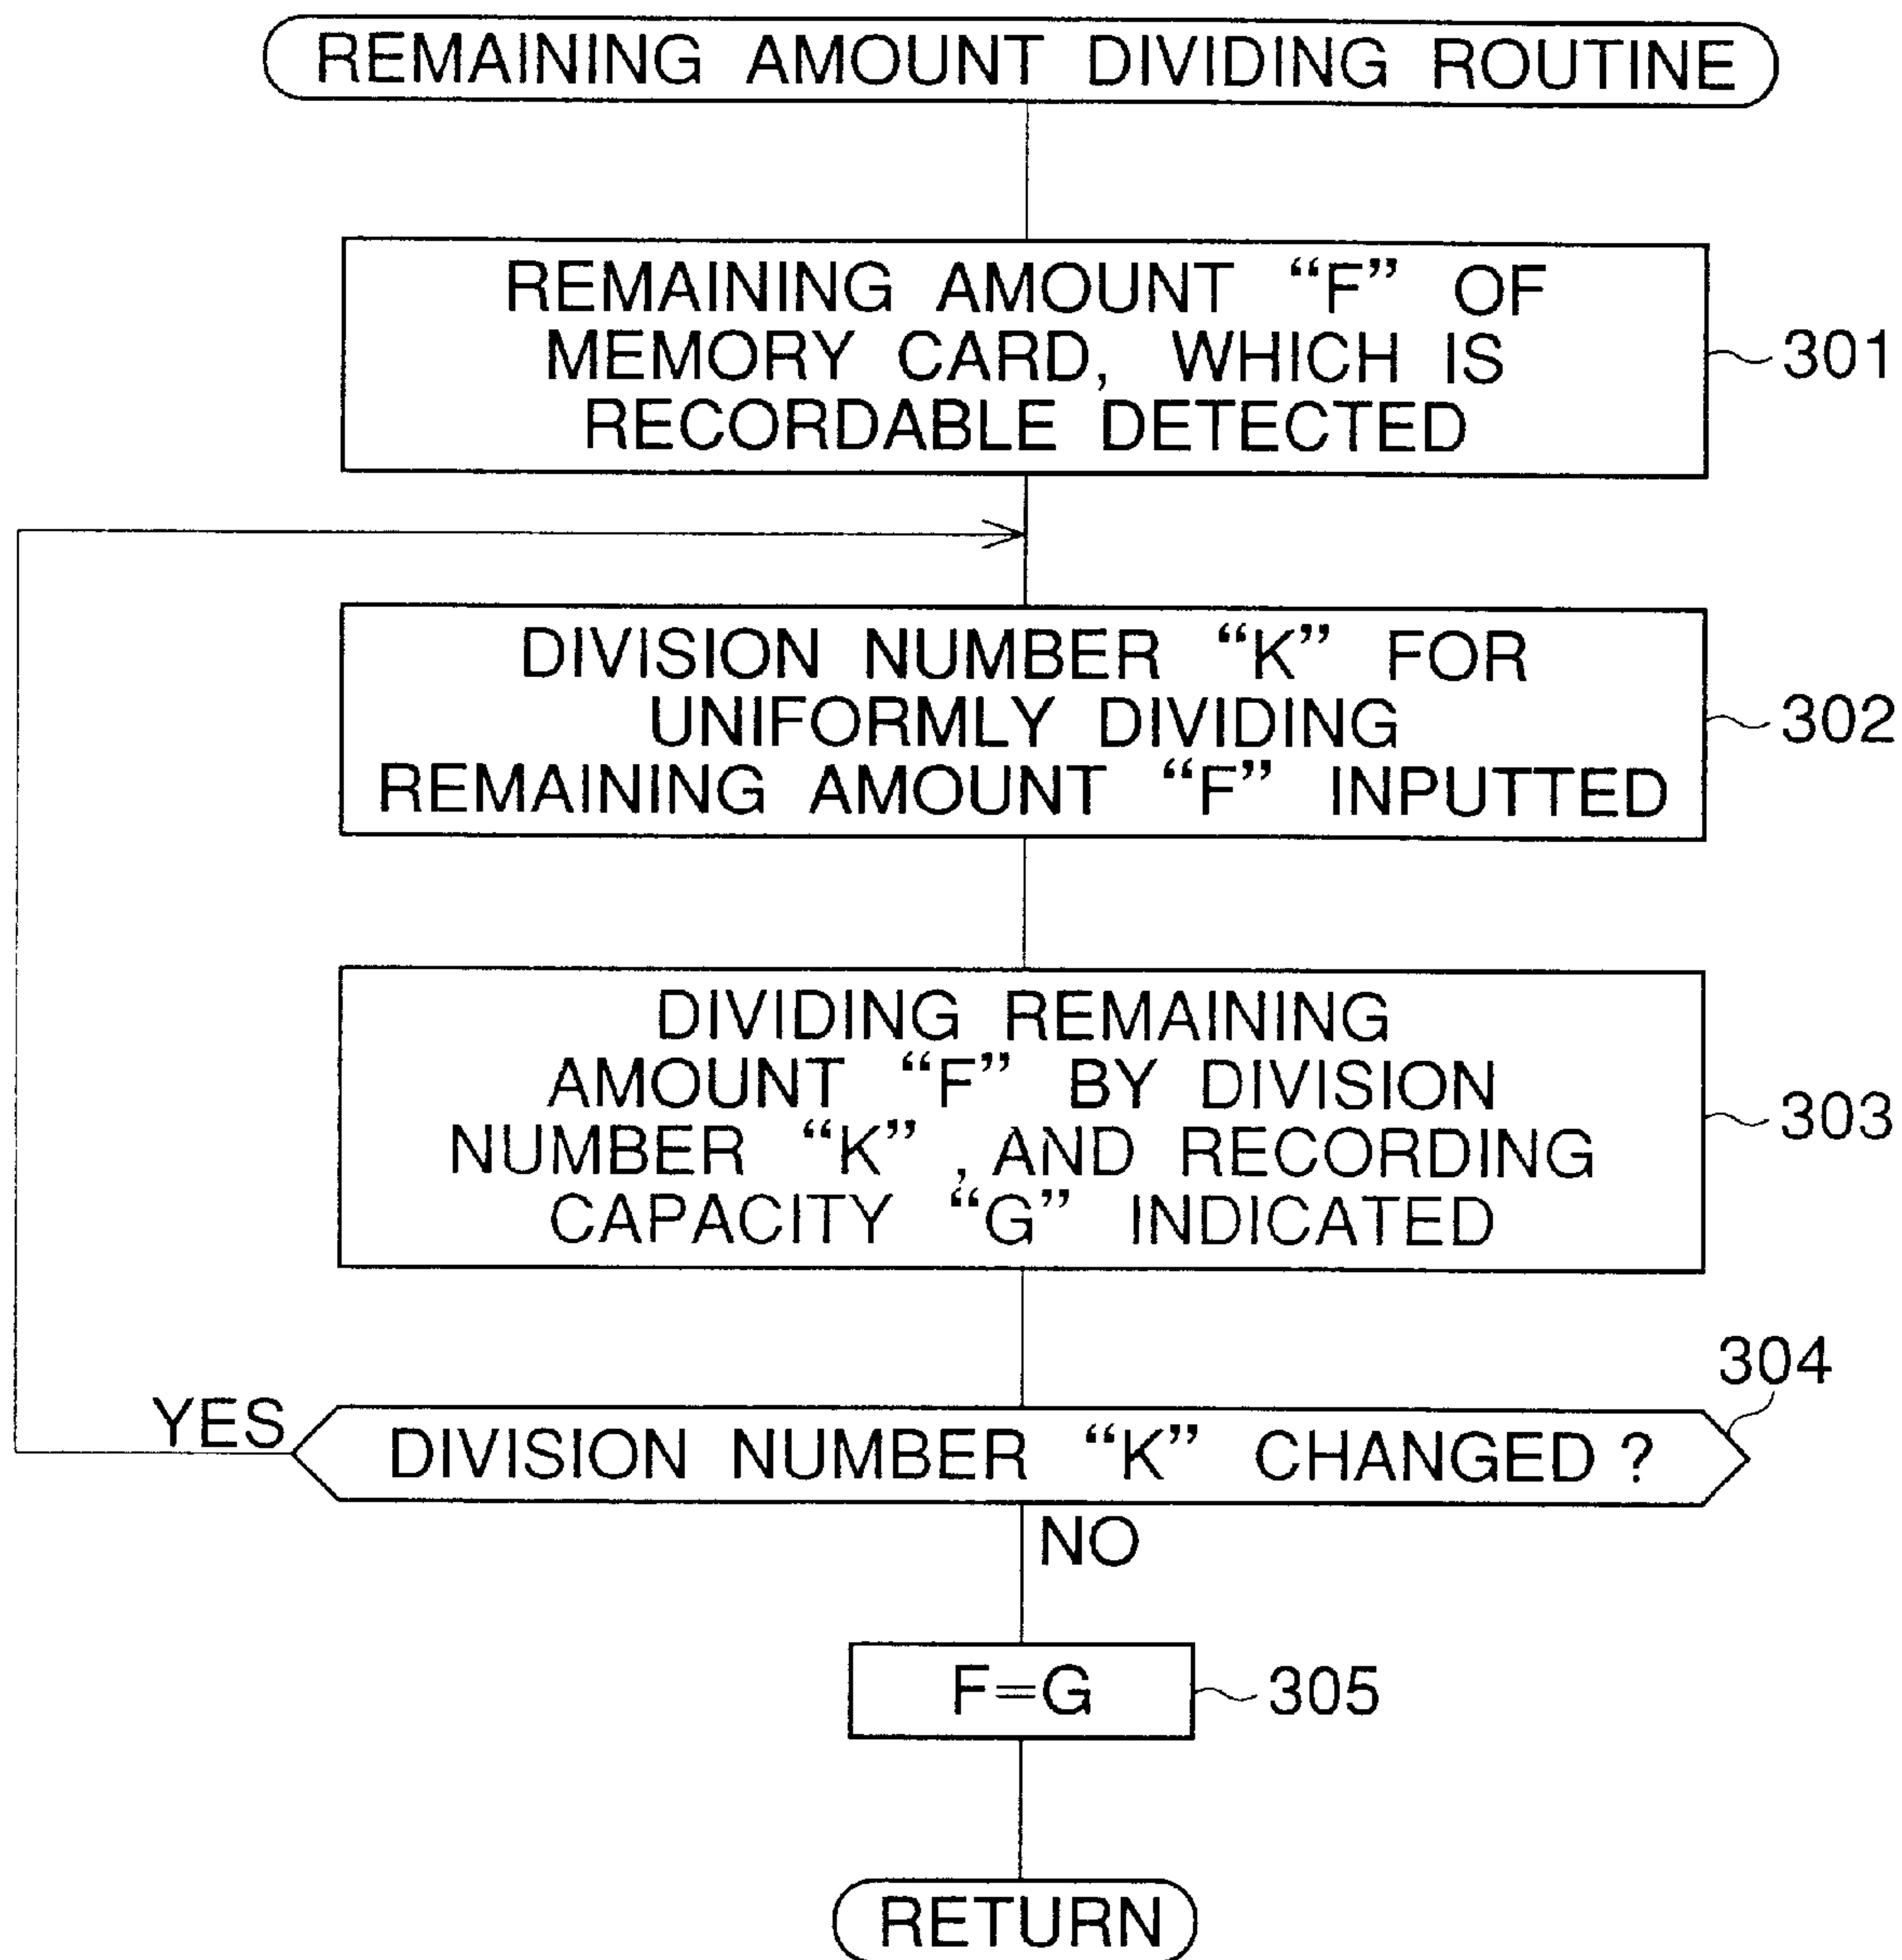 REMAINING AMOUNT DIVIDING ROUTINE
REMAINING AMOUNT “F” OF
MEMORY CARD, WHICH IS
RECORDABLE DETECTED
301
DIVISION NUMBER “K” FOR
UNIFORMLY DIVIDING
REMAINING AMOUNT “F” INPUTTED
302
DIVIDING REMAINING
AMOUNT “F” BY DIVISION
NUMBER “K” , AND RECORDING
CAPACITY “G” INDICATED
303
304
YES
DIVISION NUMBER “K” CHANGED ?
NO
F=G
305
RETURN